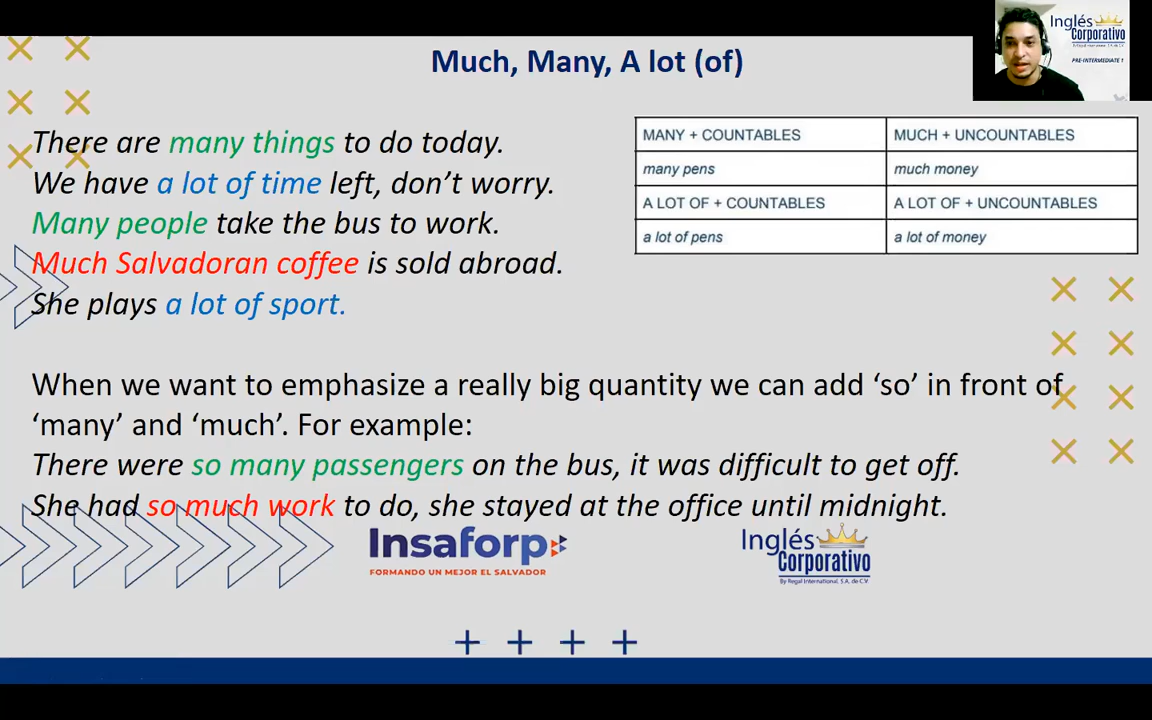 Much, Many, A lot (of)
Inglés
Corporativo
By Regal International, S.A. de C.V.
PRE-INTERMEDIATE 1
There are many things to do today.
We have a lot of time left, don’t worry.
Many people take the bus to work.
Much Salvadoran coffee is sold abroad.
She plays a lot of sport.
MANY + COUNTABLES MUCH + UNCOUNTABLES
many pens much money
A LOT OF + COUNTABLES A LOT OF + UNCOUNTABLES
a lot of pens a lot of money
When we want to emphasize a really big quantity we can add ‘so’ in front of
‘many’ and ‘much’. For example:
There were so many passengers on the bus, it was difficult to get off.
She had so much work to do, she stayed at the office until midnight.
Insaforp
FORMANDO UN MEJOR EL SALVADOR
Inglés
Corporativo
By Regal International, S.A. de C.V.